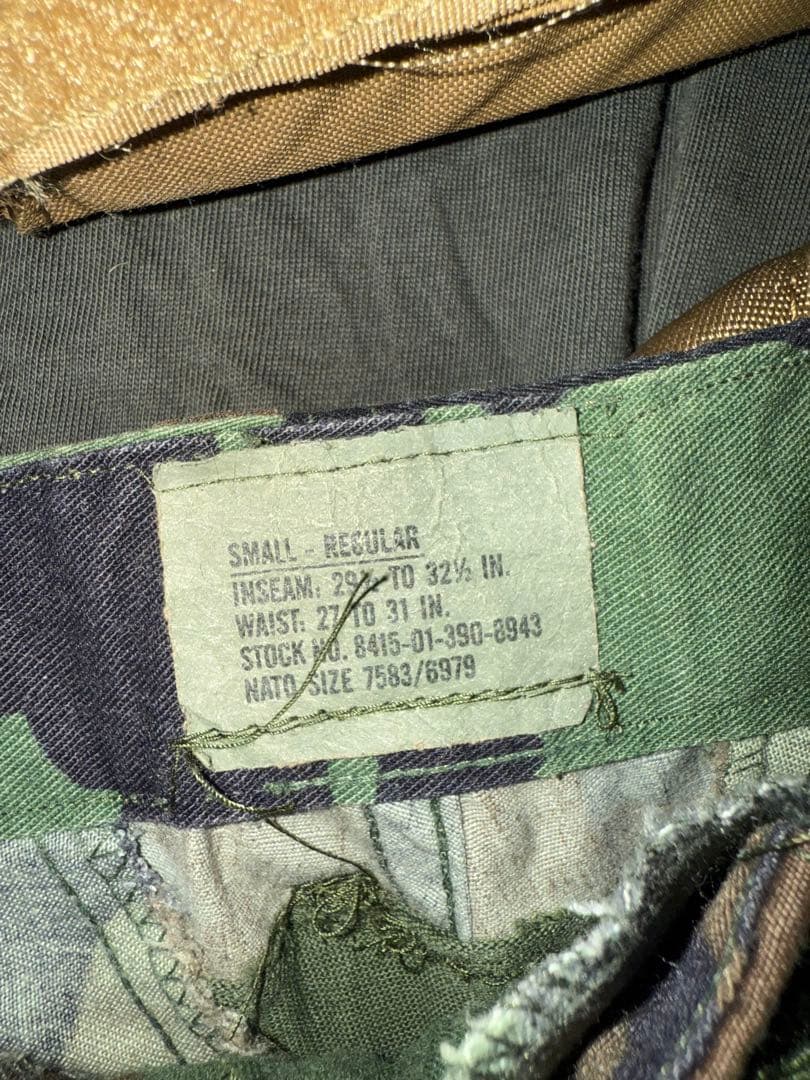 SMALL - REGULAR
INSEAM: 29½ TO 32½ IN.
WAIST: 27 TO 31 IN.
STOCK NO. 8415-01-390-8943
NATO SIZE 7583/6979